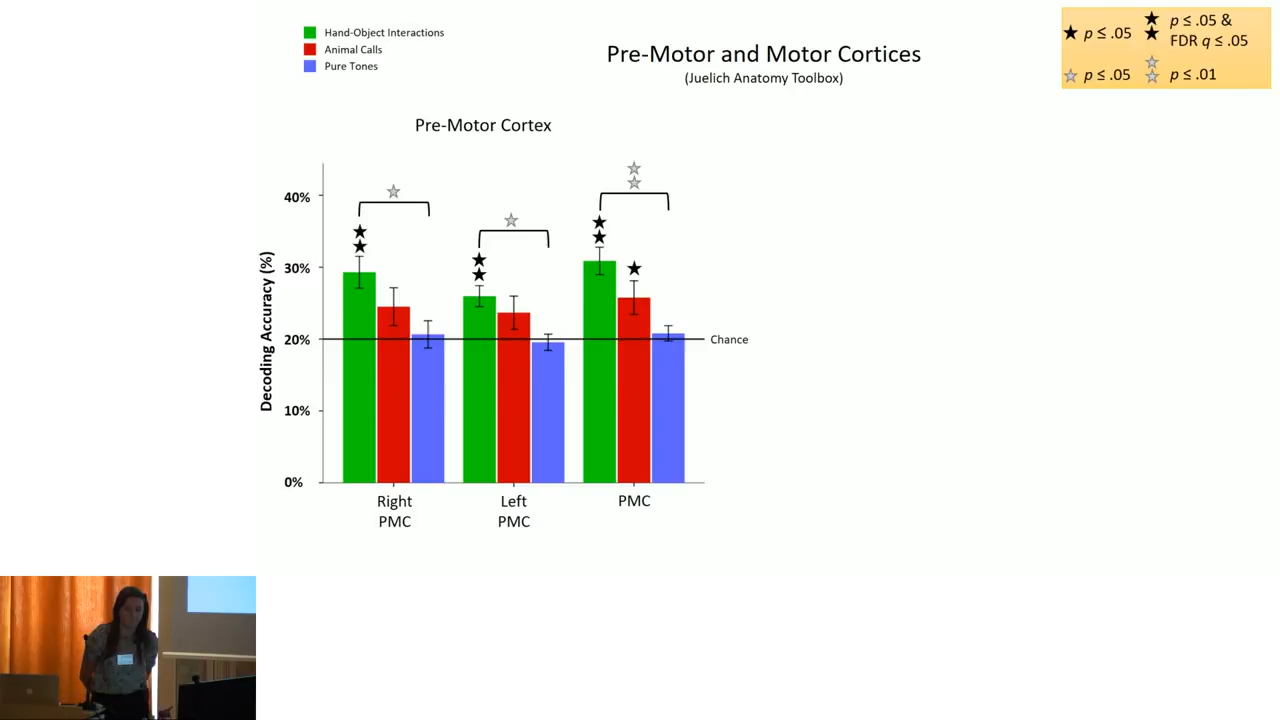 Hand-Object Interactions
Animal Calls
Pure Tones
Pre-Motor and Motor Cortices
(Juelich Anatomy Toolbox)
★ p ≤ .05
★★ p ≤ .05 &
FDR q ≤ .05
☆ p ≤ .05
☆☆ p ≤ .01
Pre-Motor Cortex
Decoding Accuracy (%)
40%
30%
20%
10%
0%
Chance
Right
PMC
Left
PMC
PMC